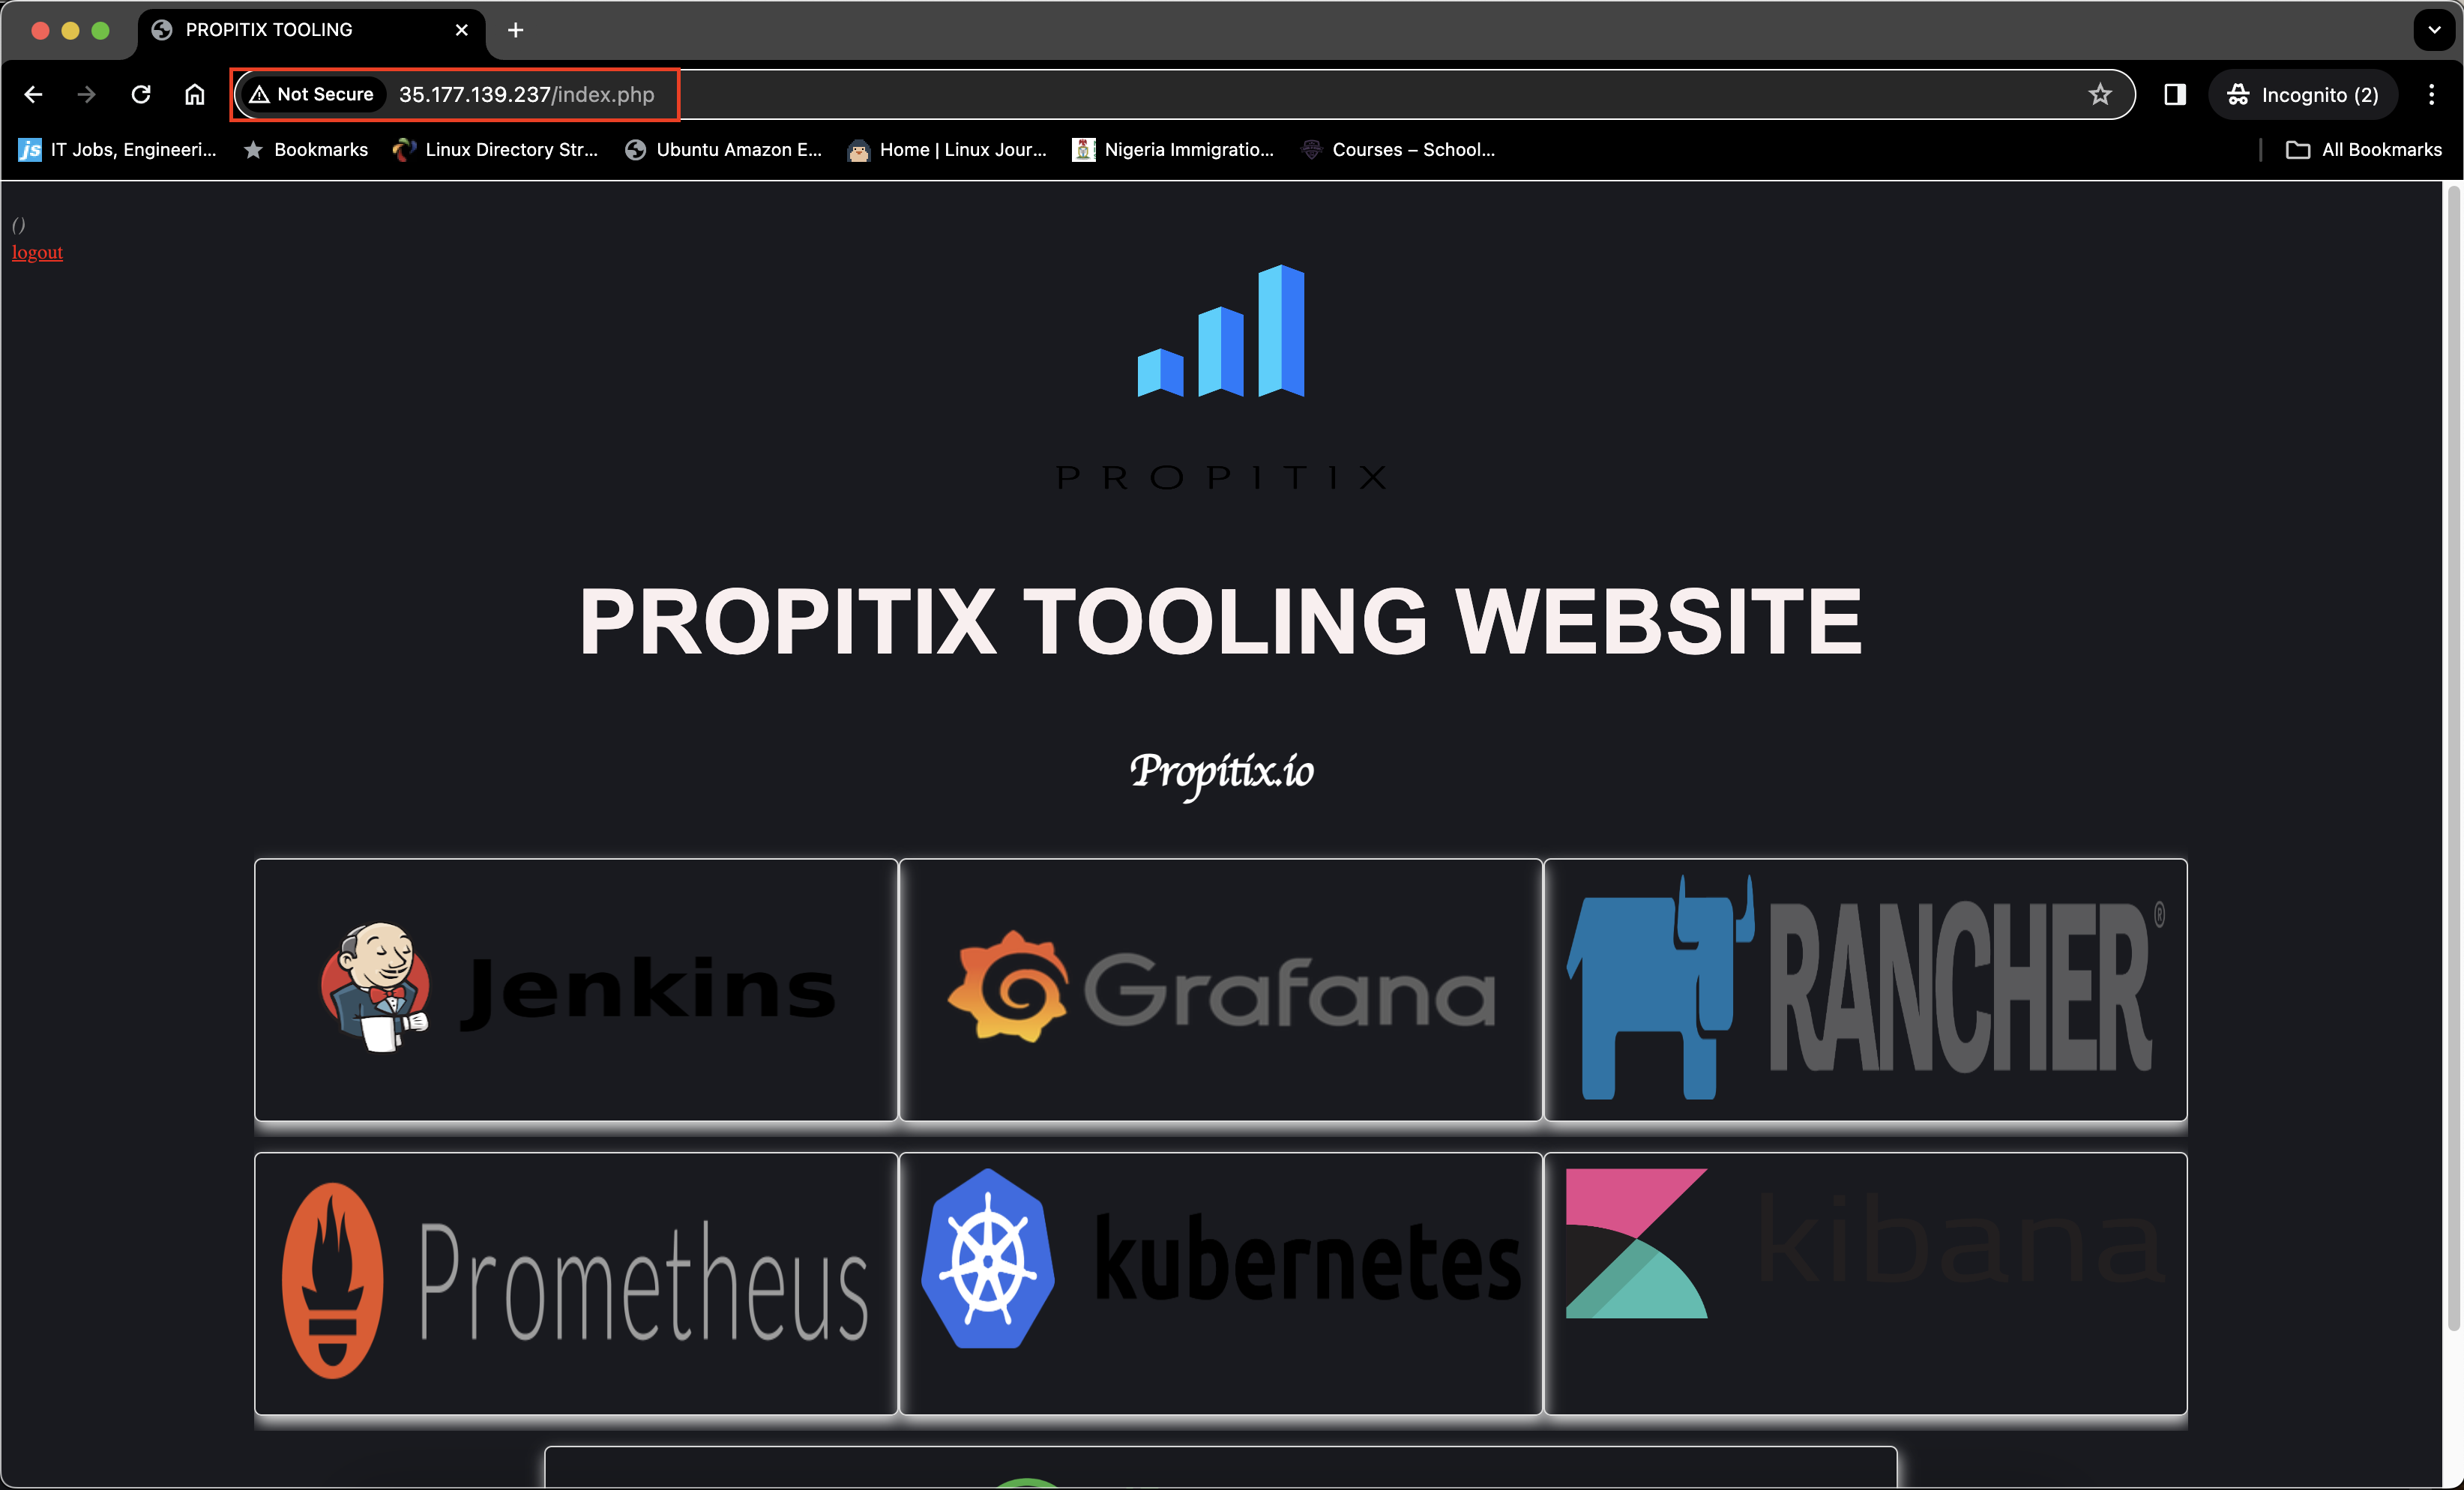 PROPITIX TOOLING
Not Secure 35.177.139.237/index.php
Incognito (2)
IT Jobs, Engineeri... Bookmarks Linux Directory Str... Ubuntu Amazon E... Home | Linux Jour... Nigeria Immigratio... Courses – School... All Bookmarks
()
logout
PROPITIX
PROPITIX TOOLING WEBSITE
Propitix.io
Jenkins Grafana RANCHER®
Prometheus kubernetes kibana